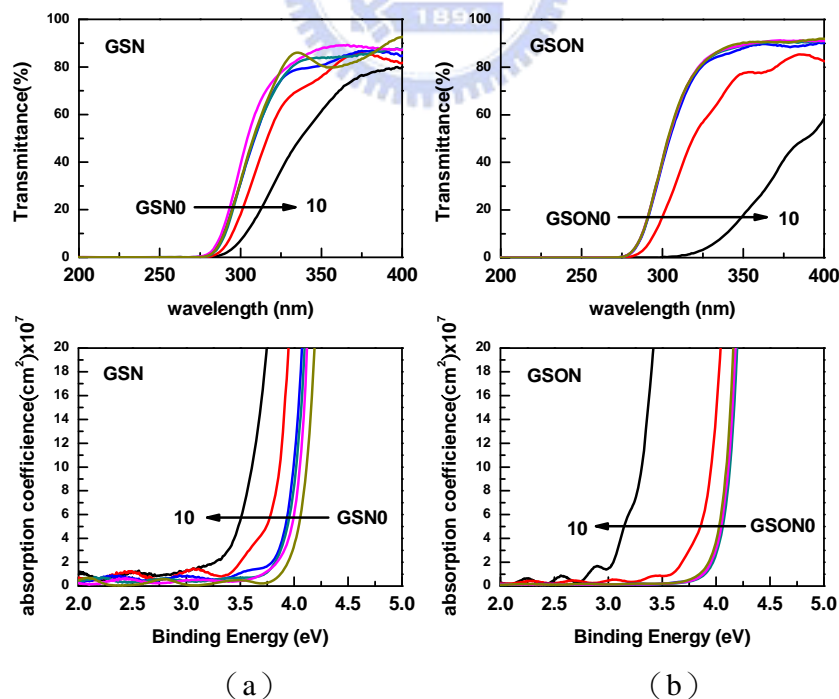 189
GSN
Transmittance(%)
100
80
60
40
20
0
GSN0
10
200 250 300 350 400
wavelength (nm)
GSON
Transmittance(%)
100
80
60
40
20
0
GSON0
10
200 250 300 350 400
wavelength (nm)
GSN
absorption coefficience(cm²)x10⁷
20
18
16
14
12
10
8
6
4
2
0
10
GSN0
2.0 2.5 3.0 3.5 4.0 4.5 5.0
Binding Energy (eV)
GSON
absorption coefficience(cm²)x10⁷
20
18
16
14
12
10
8
6
4
2
0
10
GSON0
2.0 2.5 3.0 3.5 4.0 4.5 5.0
Binding Energy (eV)
（a）
（b）